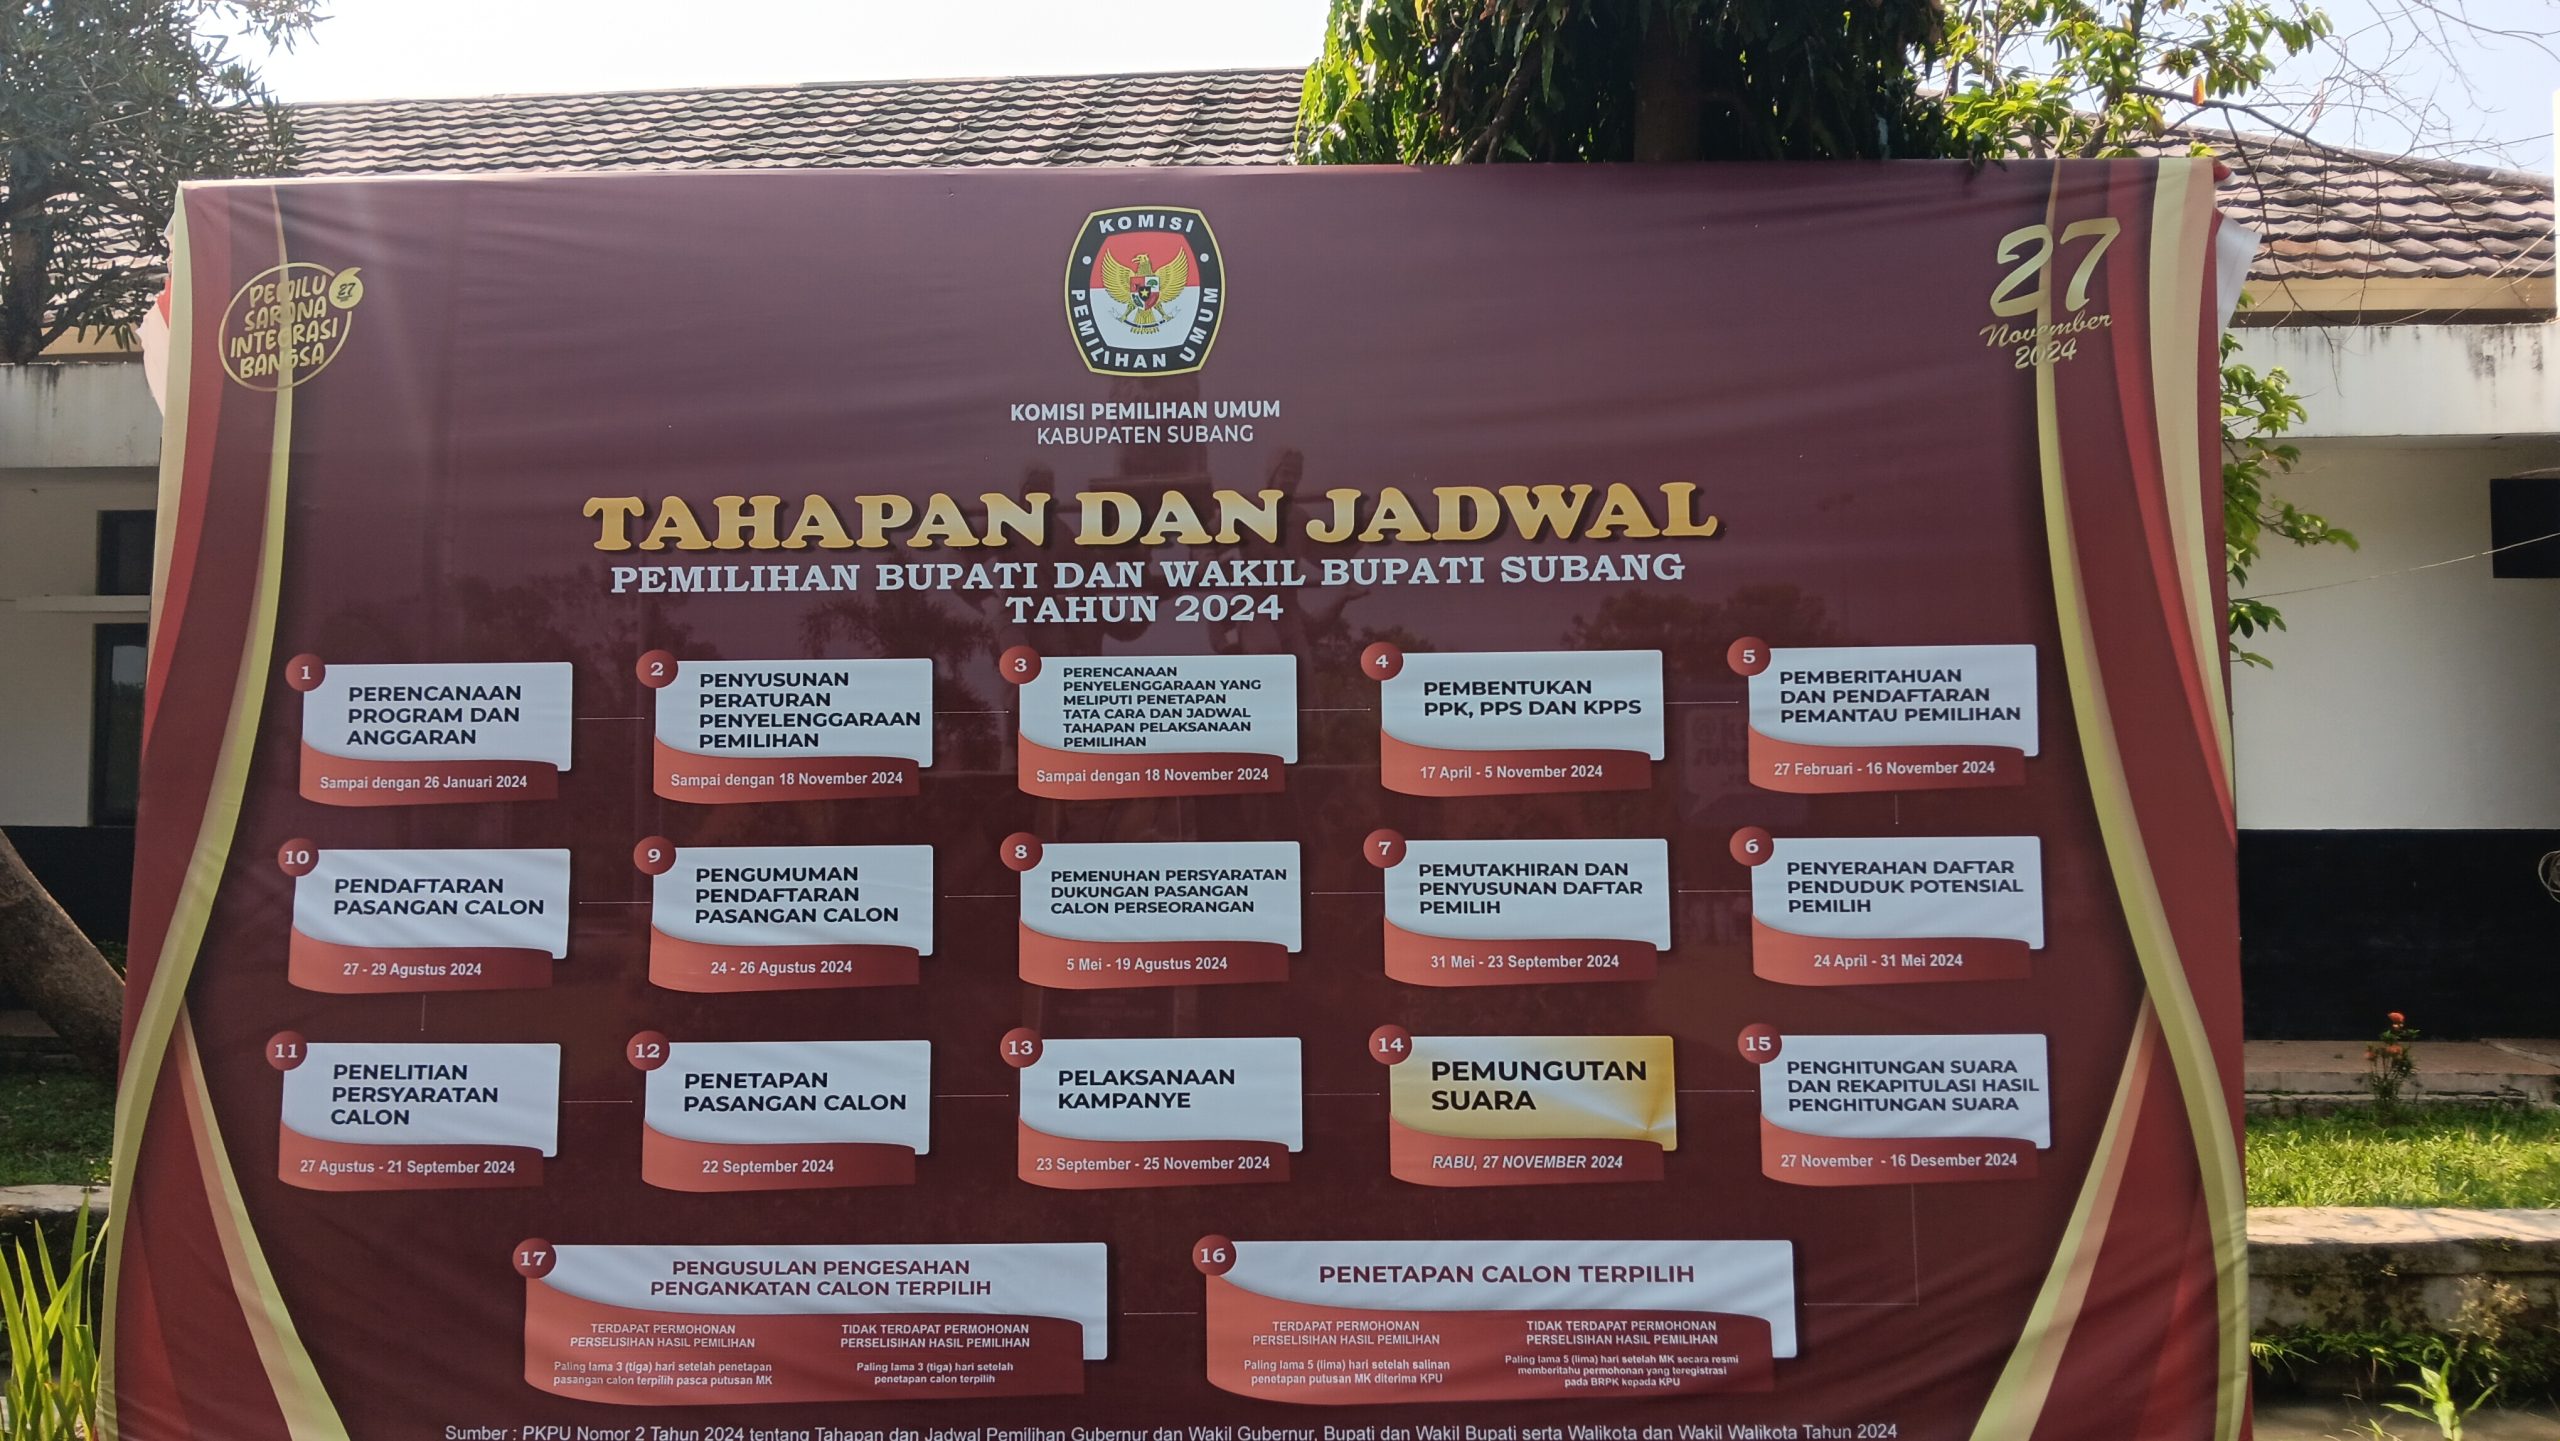 PEMILU
SARANA
INTEGRASI
BANGSA
27
KOMISI
PEMILIHAN UMUM
27
November
2024
KOMISI PEMILIHAN UMUM
KABUPATEN SUBANG
TAHAPAN DAN JADWAL
PEMILIHAN BUPATI DAN WAKIL BUPATI SUBANG
TAHUN 2024
1
PERENCANAAN
PROGRAM DAN
ANGGARAN
Sampai dengan 26 Januari 2024
2
PENYUSUNAN
PERATURAN
PENYELENGGARAAN
PEMILIHAN
Sampai dengan 18 November 2024
3
PERENCANAAN
PENYELENGGARAAN YANG
MELIPUTI PENETAPAN
TATA CARA DAN JADWAL
TAHAPAN PELAKSANAAN
PEMILIHAN
Sampai dengan 18 November 2024
4
PEMBENTUKAN
PPK, PPS DAN KPPS
17 April - 5 November 2024
5
PEMBERITAHUAN
DAN PENDAFTARAN
PEMANTAU PEMILIHAN
27 Februari - 16 November 2024
10
PENDAFTARAN
PASANGAN CALON
27 - 29 Agustus 2024
9
PENGUMUMAN
PENDAFTARAN
PASANGAN CALON
24 - 26 Agustus 2024
8
PEMENUHAN PERSYARATAN
DUKUNGAN PASANGAN
CALON PERSEORANGAN
5 Mei - 19 Agustus 2024
7
PEMUTAKHIRAN DAN
PENYUSUNAN DAFTAR
PEMILIH
31 Mei - 23 September 2024
6
PENYERAHAN DAFTAR
PENDUDUK POTENSIAL
PEMILIH
24 April - 31 Mei 2024
11
PENELITIAN
PERSYARATAN
CALON
27 Agustus - 21 September 2024
12
PENETAPAN
PASANGAN CALON
22 September 2024
13
PELAKSANAAN
KAMPANYE
23 September - 25 November 2024
14
PEMUNGUTAN
SUARA
RABU, 27 NOVEMBER 2024
15
PENGHITUNGAN SUARA
DAN REKAPITULASI HASIL
PENGHITUNGAN SUARA
27 November - 16 Desember 2024
17
PENGUSULAN PENGESAHAN
PENGANKATAN CALON TERPILIH
TERDAPAT PERMOHONAN
PERSELISIHAN HASIL PEMILIHAN
Paling lama 3 (tiga) hari setelah penetapan
pasangan calon terpilih pasca putusan MK
TIDAK TERDAPAT PERMOHONAN
PERSELISIHAN HASIL PEMILIHAN
Paling lama 3 (tiga) hari setelah
penetapan calon terpilih
16
PENETAPAN CALON TERPILIH
TERDAPAT PERMOHONAN
PERSELISIHAN HASIL PEMILIHAN
Paling lama 5 (lima) hari setelah salinan
penetapan putusan MK diterima KPU
TIDAK TERDAPAT PERMOHONAN
PERSELISIHAN HASIL PEMILIHAN
Paling lama 5 (lima) hari setelah MK secara resmi
memberitahu permohonan yang teregistrasi
pada BRPK kepada KPU
Sumber : PKPU Nomor 2 Tahun 2024 tentang Tahapan dan Jadwal Pemilihan Gubernur dan Wakil Gubernur, Bupati dan Wakil Bupati serta Walikota dan Wakil Walikota Tahun 2024